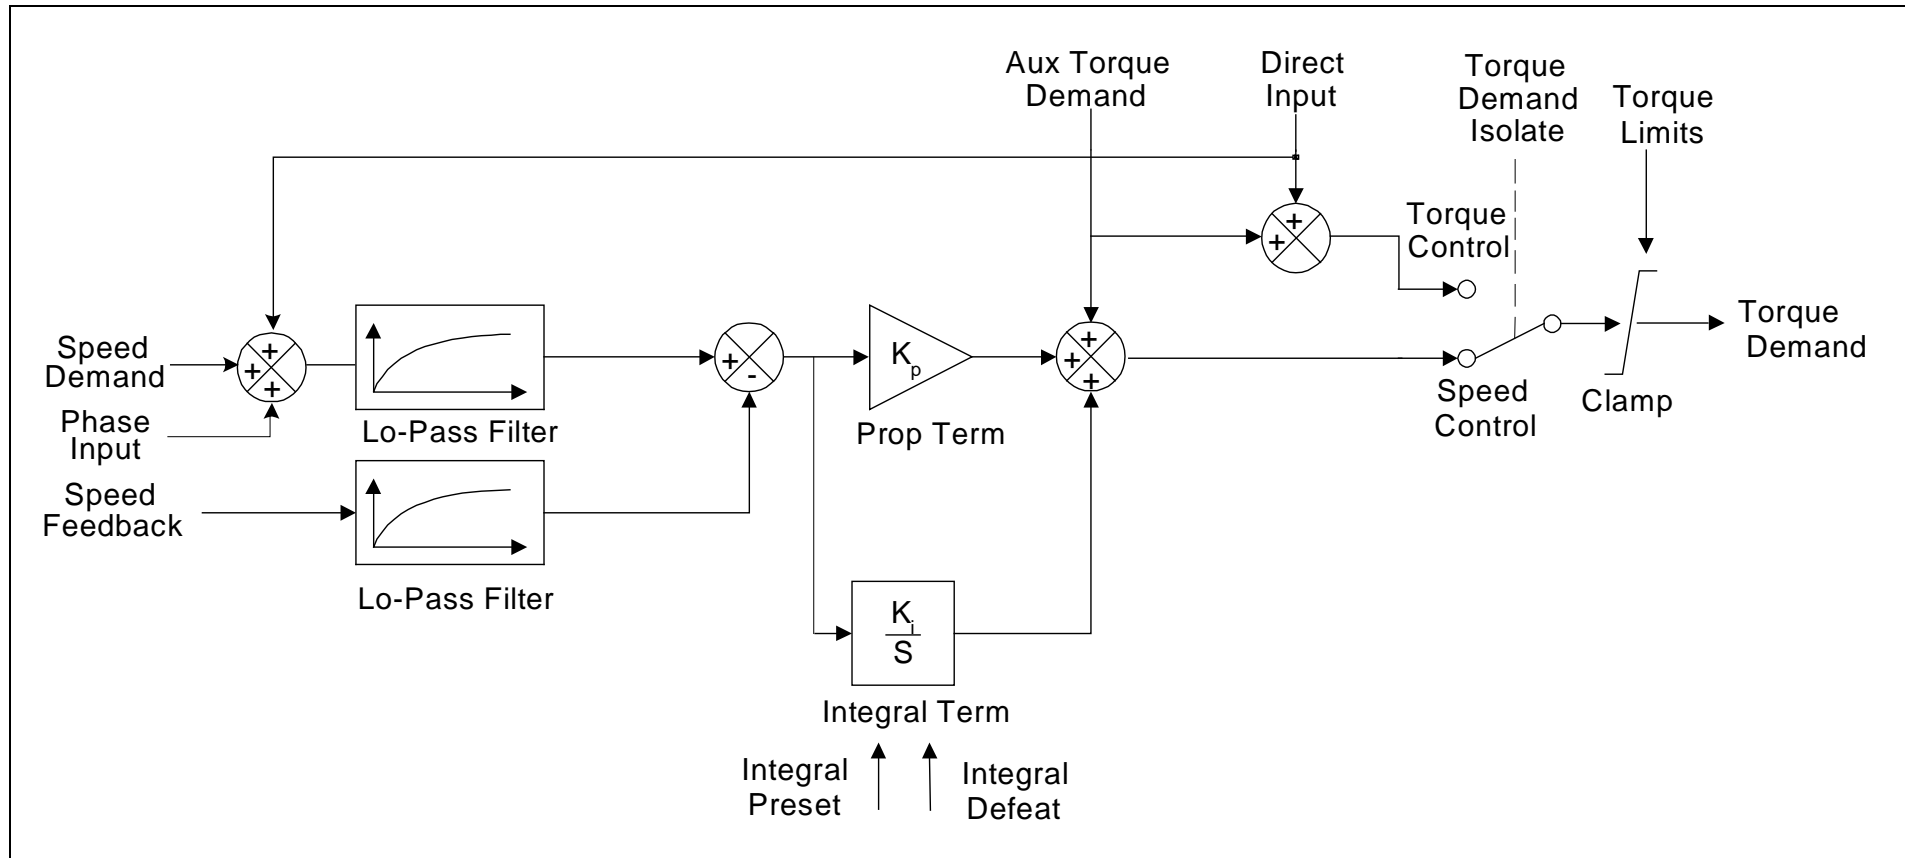 Aux Torque
Demand
Direct
Input
Torque
Demand
Isolate
Torque
Limits
+
+
Torque
Control
Speed
Demand
Phase
Input
+
+
+
Lo-Pass Filter
+
-
Kp
Prop Term
+
+
+
Speed
Control
Clamp
Torque
Demand
Speed
Feedback
Lo-Pass Filter
Ki
S
Integral Term
Integral
Preset
Integral
Defeat